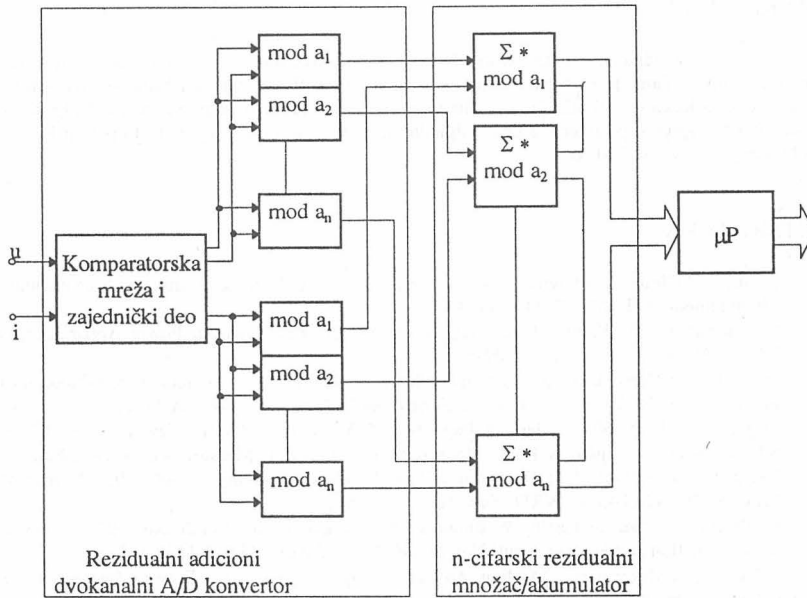 mod a₁
mod a₂
mod aₙ
u
i
Komparatorska
mreža i
zajednički deo
mod a₁
mod a₂
mod aₙ
Rezidualni adicioni
dvokanalni A/D konvertor
Σ *
mod a₁
Σ *
mod a₂
Σ *
mod aₙ
n-cifarski rezidualni
množač/akumulator
μP